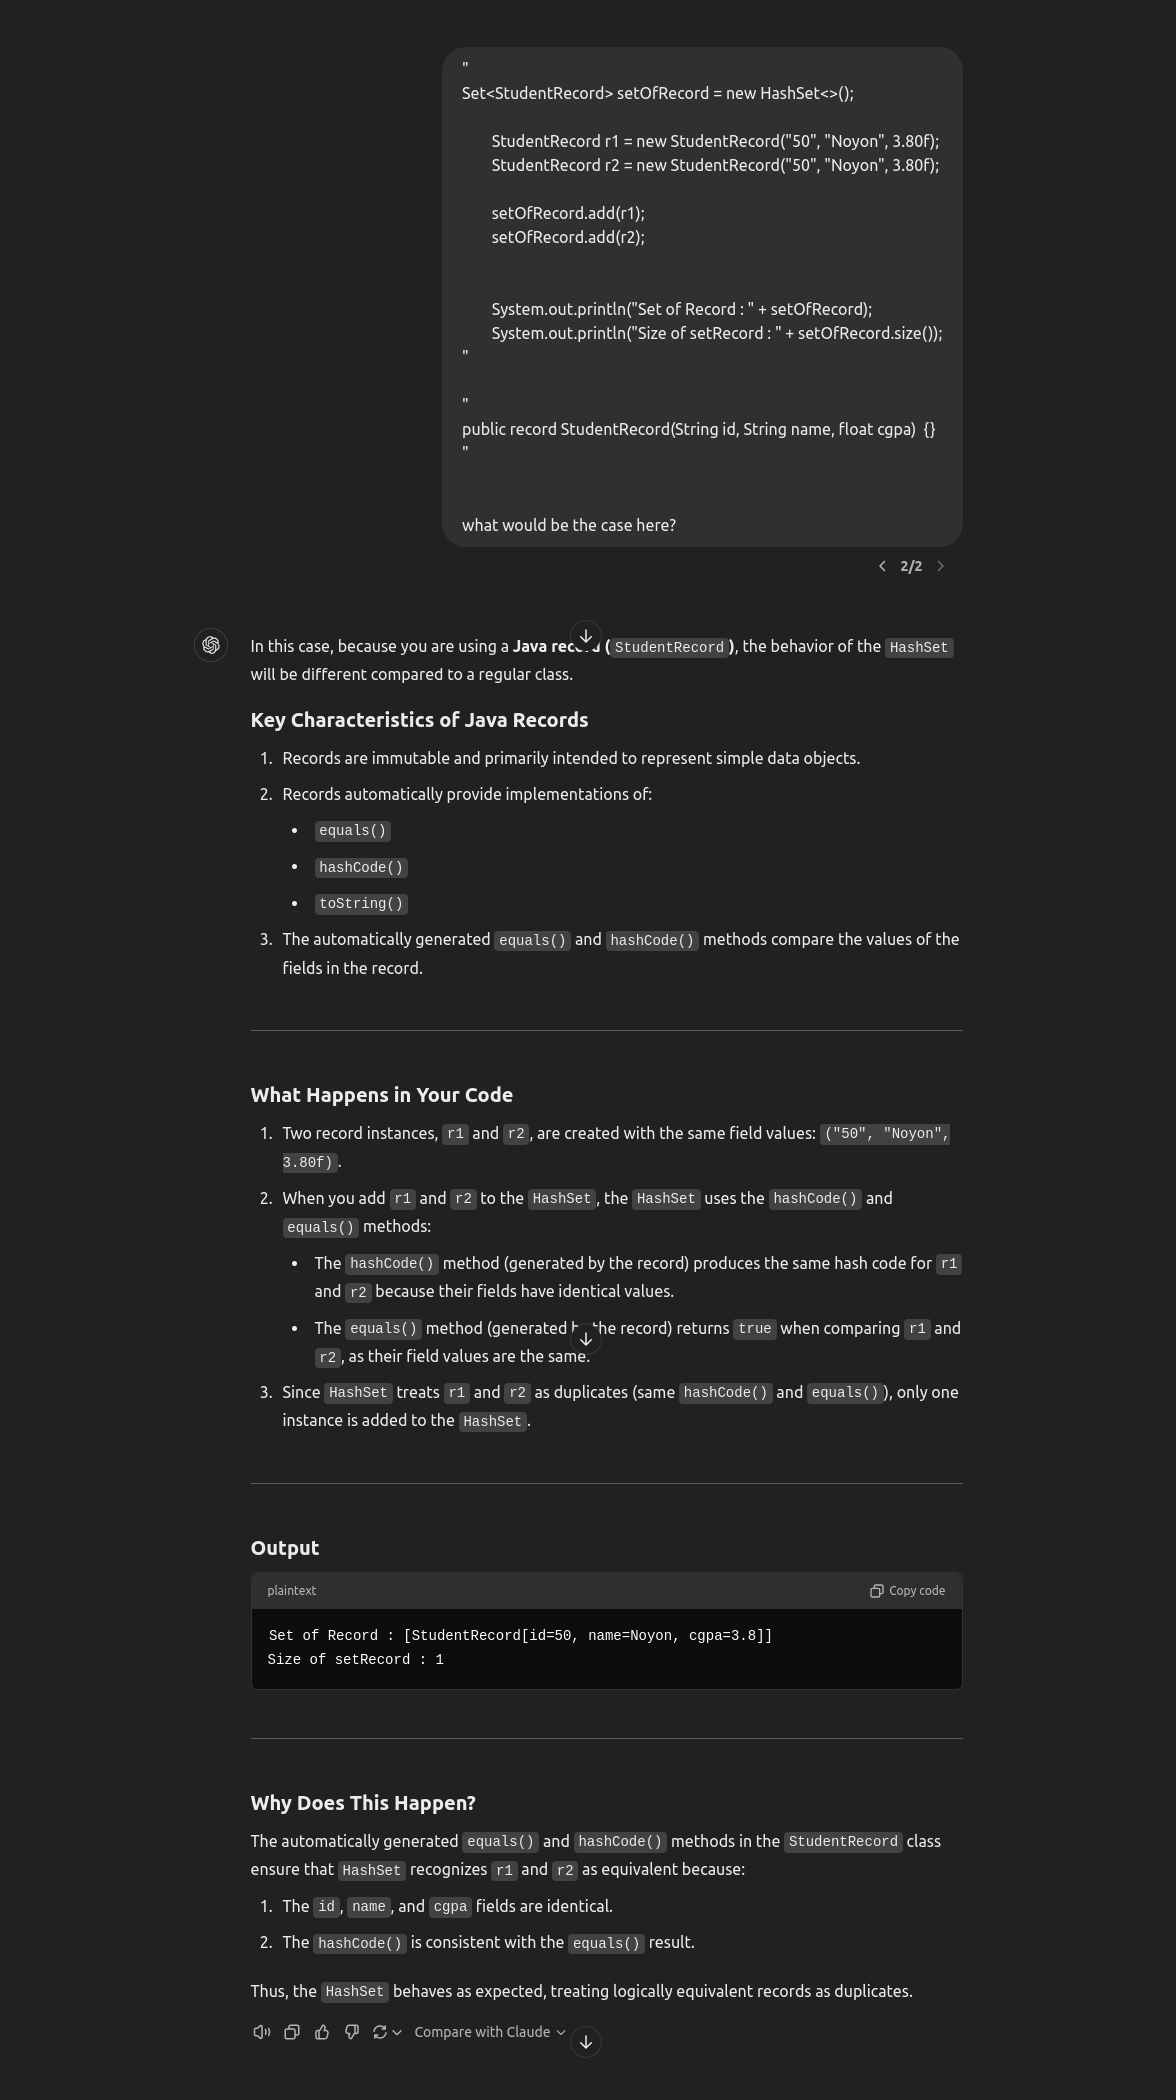 "
Set<StudentRecord> setOfRecord = new HashSet<>();
StudentRecord r1 = new StudentRecord("50", "Noyon", 3.80f);
StudentRecord r2 = new StudentRecord("50", "Noyon", 3.80f);
setOfRecord.add(r1);
setOfRecord.add(r2);
System.out.println("Set of Record : " + setOfRecord);
System.out.println("Size of setRecord : " + setOfRecord.size());
"
"
public record StudentRecord(String id, String name, float cgpa)  {}
"
what would be the case here?
2/2
In this case, because you are using a Java record (StudentRecord), the behavior of the HashSet
will be different compared to a regular class.
Key Characteristics of Java Records
1. Records are immutable and primarily intended to represent simple data objects.
2. Records automatically provide implementations of:
• equals()
• hashCode()
• toString()
3. The automatically generated equals() and hashCode() methods compare the values of the
fields in the record.
What Happens in Your Code
1. Two record instances, r1 and r2, are created with the same field values: ("50", "Noyon",
3.80f).
2. When you add r1 and r2 to the HashSet, the HashSet uses the hashCode() and
equals() methods:
• The hashCode() method (generated by the record) produces the same hash code for r1
and r2 because their fields have identical values.
• The equals() method (generated by the record) returns true when comparing r1 and
r2, as their field values are the same.
3. Since HashSet treats r1 and r2 as duplicates (same hashCode() and equals()), only one
instance is added to the HashSet.
Output
plaintext
Copy code
Set of Record : [StudentRecord[id=50, name=Noyon, cgpa=3.8]]
Size of setRecord : 1
Why Does This Happen?
The automatically generated equals() and hashCode() methods in the StudentRecord class
ensure that HashSet recognizes r1 and r2 as equivalent because:
1. The id, name, and cgpa fields are identical.
2. The hashCode() is consistent with the equals() result.
Thus, the HashSet behaves as expected, treating logically equivalent records as duplicates.
Compare with Claude